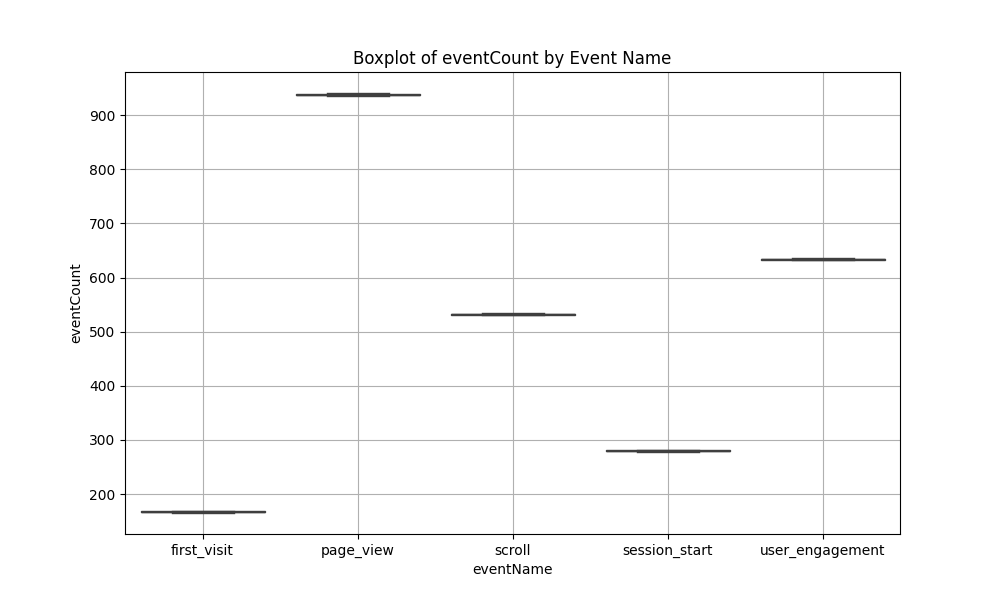 Boxplot of eventCount by Event Name
eventCount
900
800
700
600
500
400
300
200
first_visit page_view scroll session_start user_engagement
eventName